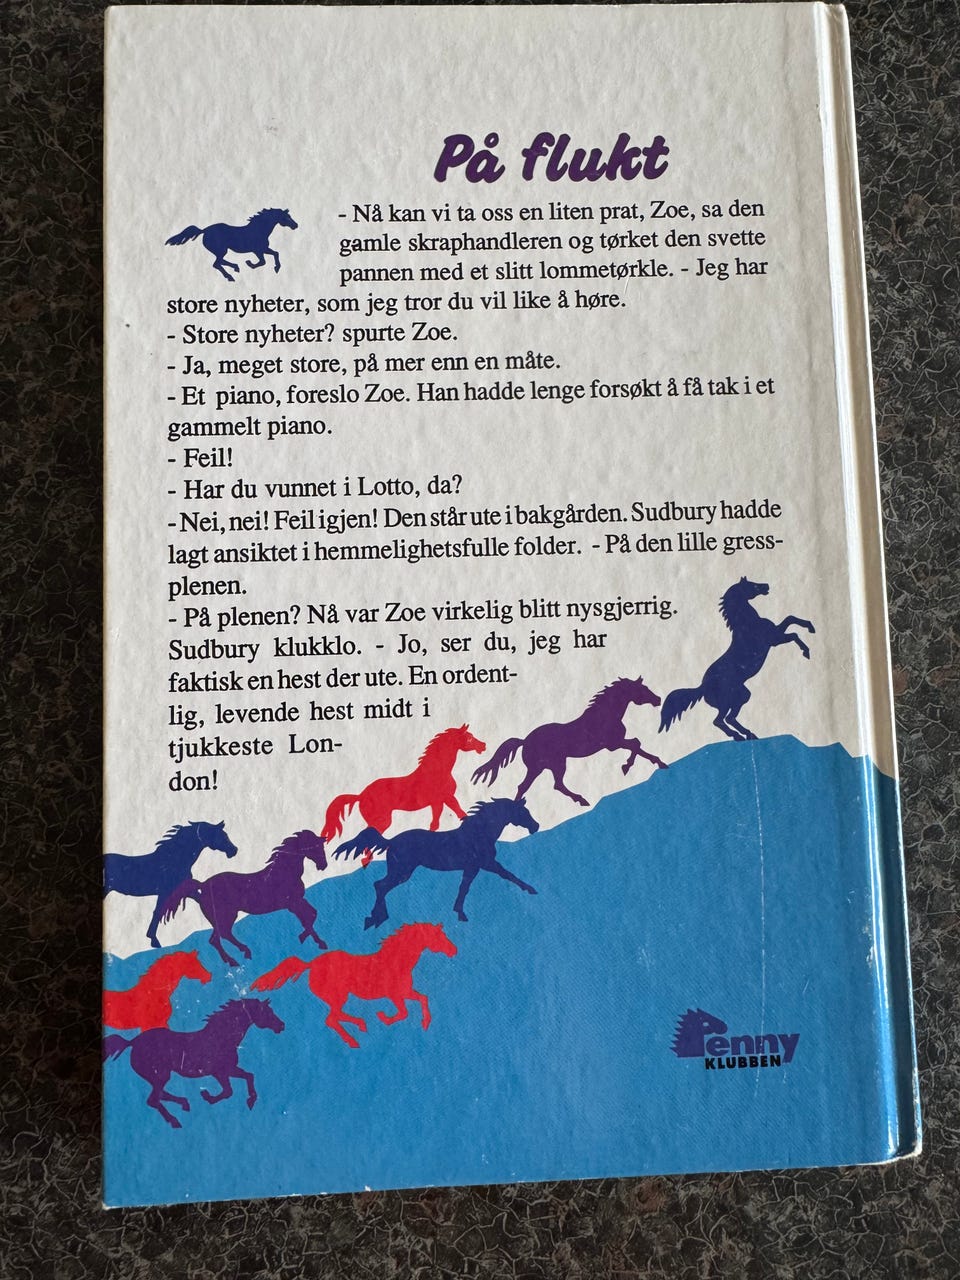 På flukt
- Nå kan vi ta oss en liten prat, Zoe, sa den
gamle skraphandleren og tørket den svette
pannen med et slitt lommetørkle. - Jeg har
store nyheter, som jeg tror du vil like å høre.
- Store nyheter? spurte Zoe.
- Ja, meget store, på mer enn en måte.
- Et piano, foreslo Zoe. Han hadde lenge forsøkt å få tak i et
gammelt piano.
- Feil!
- Har du vunnet i Lotto, da?
- Nei, nei! Feil igjen! Den står ute i bakgården. Sudbury hadde
lagt ansiktet i hemmelighetsfulle folder. - På den lille gress-
plenen.
- På plenen? Nå var Zoe virkelig blitt nysgjerrig.
Sudbury klukklo. - Jo, ser du, jeg har
faktisk en hest der ute. En ordent-
lig, levende hest midt i
tjukkeste Lon-
don!
Penny
KLUBBEN